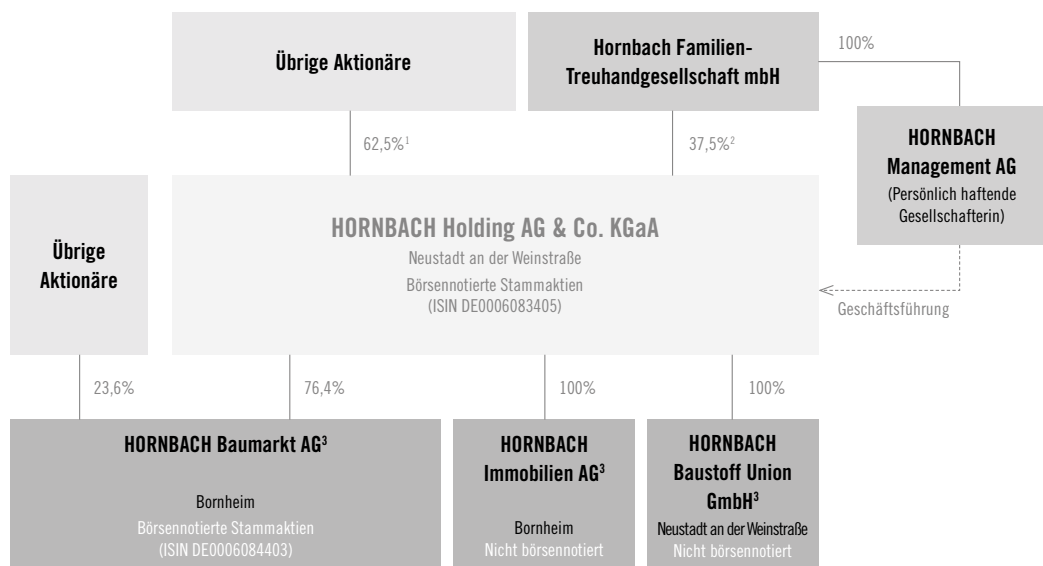 Übrige Aktionäre
Hornbach Familien-
Treuhandgesellschaft mbH
100%
62,5%¹
37,5%²
HORNBACH
Management AG
(Persönlich haftende
Gesellschafterin)
Übrige
Aktionäre
HORNBACH Holding AG & Co. KGaA
Neustadt an der Weinstraße
Börsennotierte Stammaktien
(ISIN DE0006083405)
Geschäftsführung
23,6%
76,4%
100%
100%
HORNBACH Baumarkt AG³
Bornheim
Börsennotierte Stammaktien
(ISIN DE0006084403)
HORNBACH
Immobilien AG³
Bornheim
Nicht börsennotiert
HORNBACH
Baustoff Union
GmbH³
Neustadt an der Weinstraße
Nicht börsennotiert